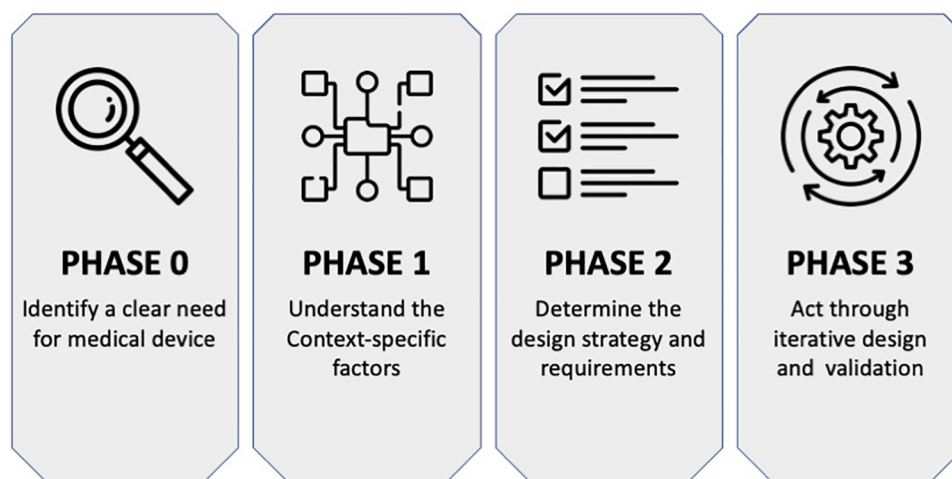 PHASE 0
Identify a clear need
for medical device
PHASE 1
Understand the
Context-specific
factors
PHASE 2
Determine the
design strategy and
requirements
PHASE 3
Act through
iterative design
and validation